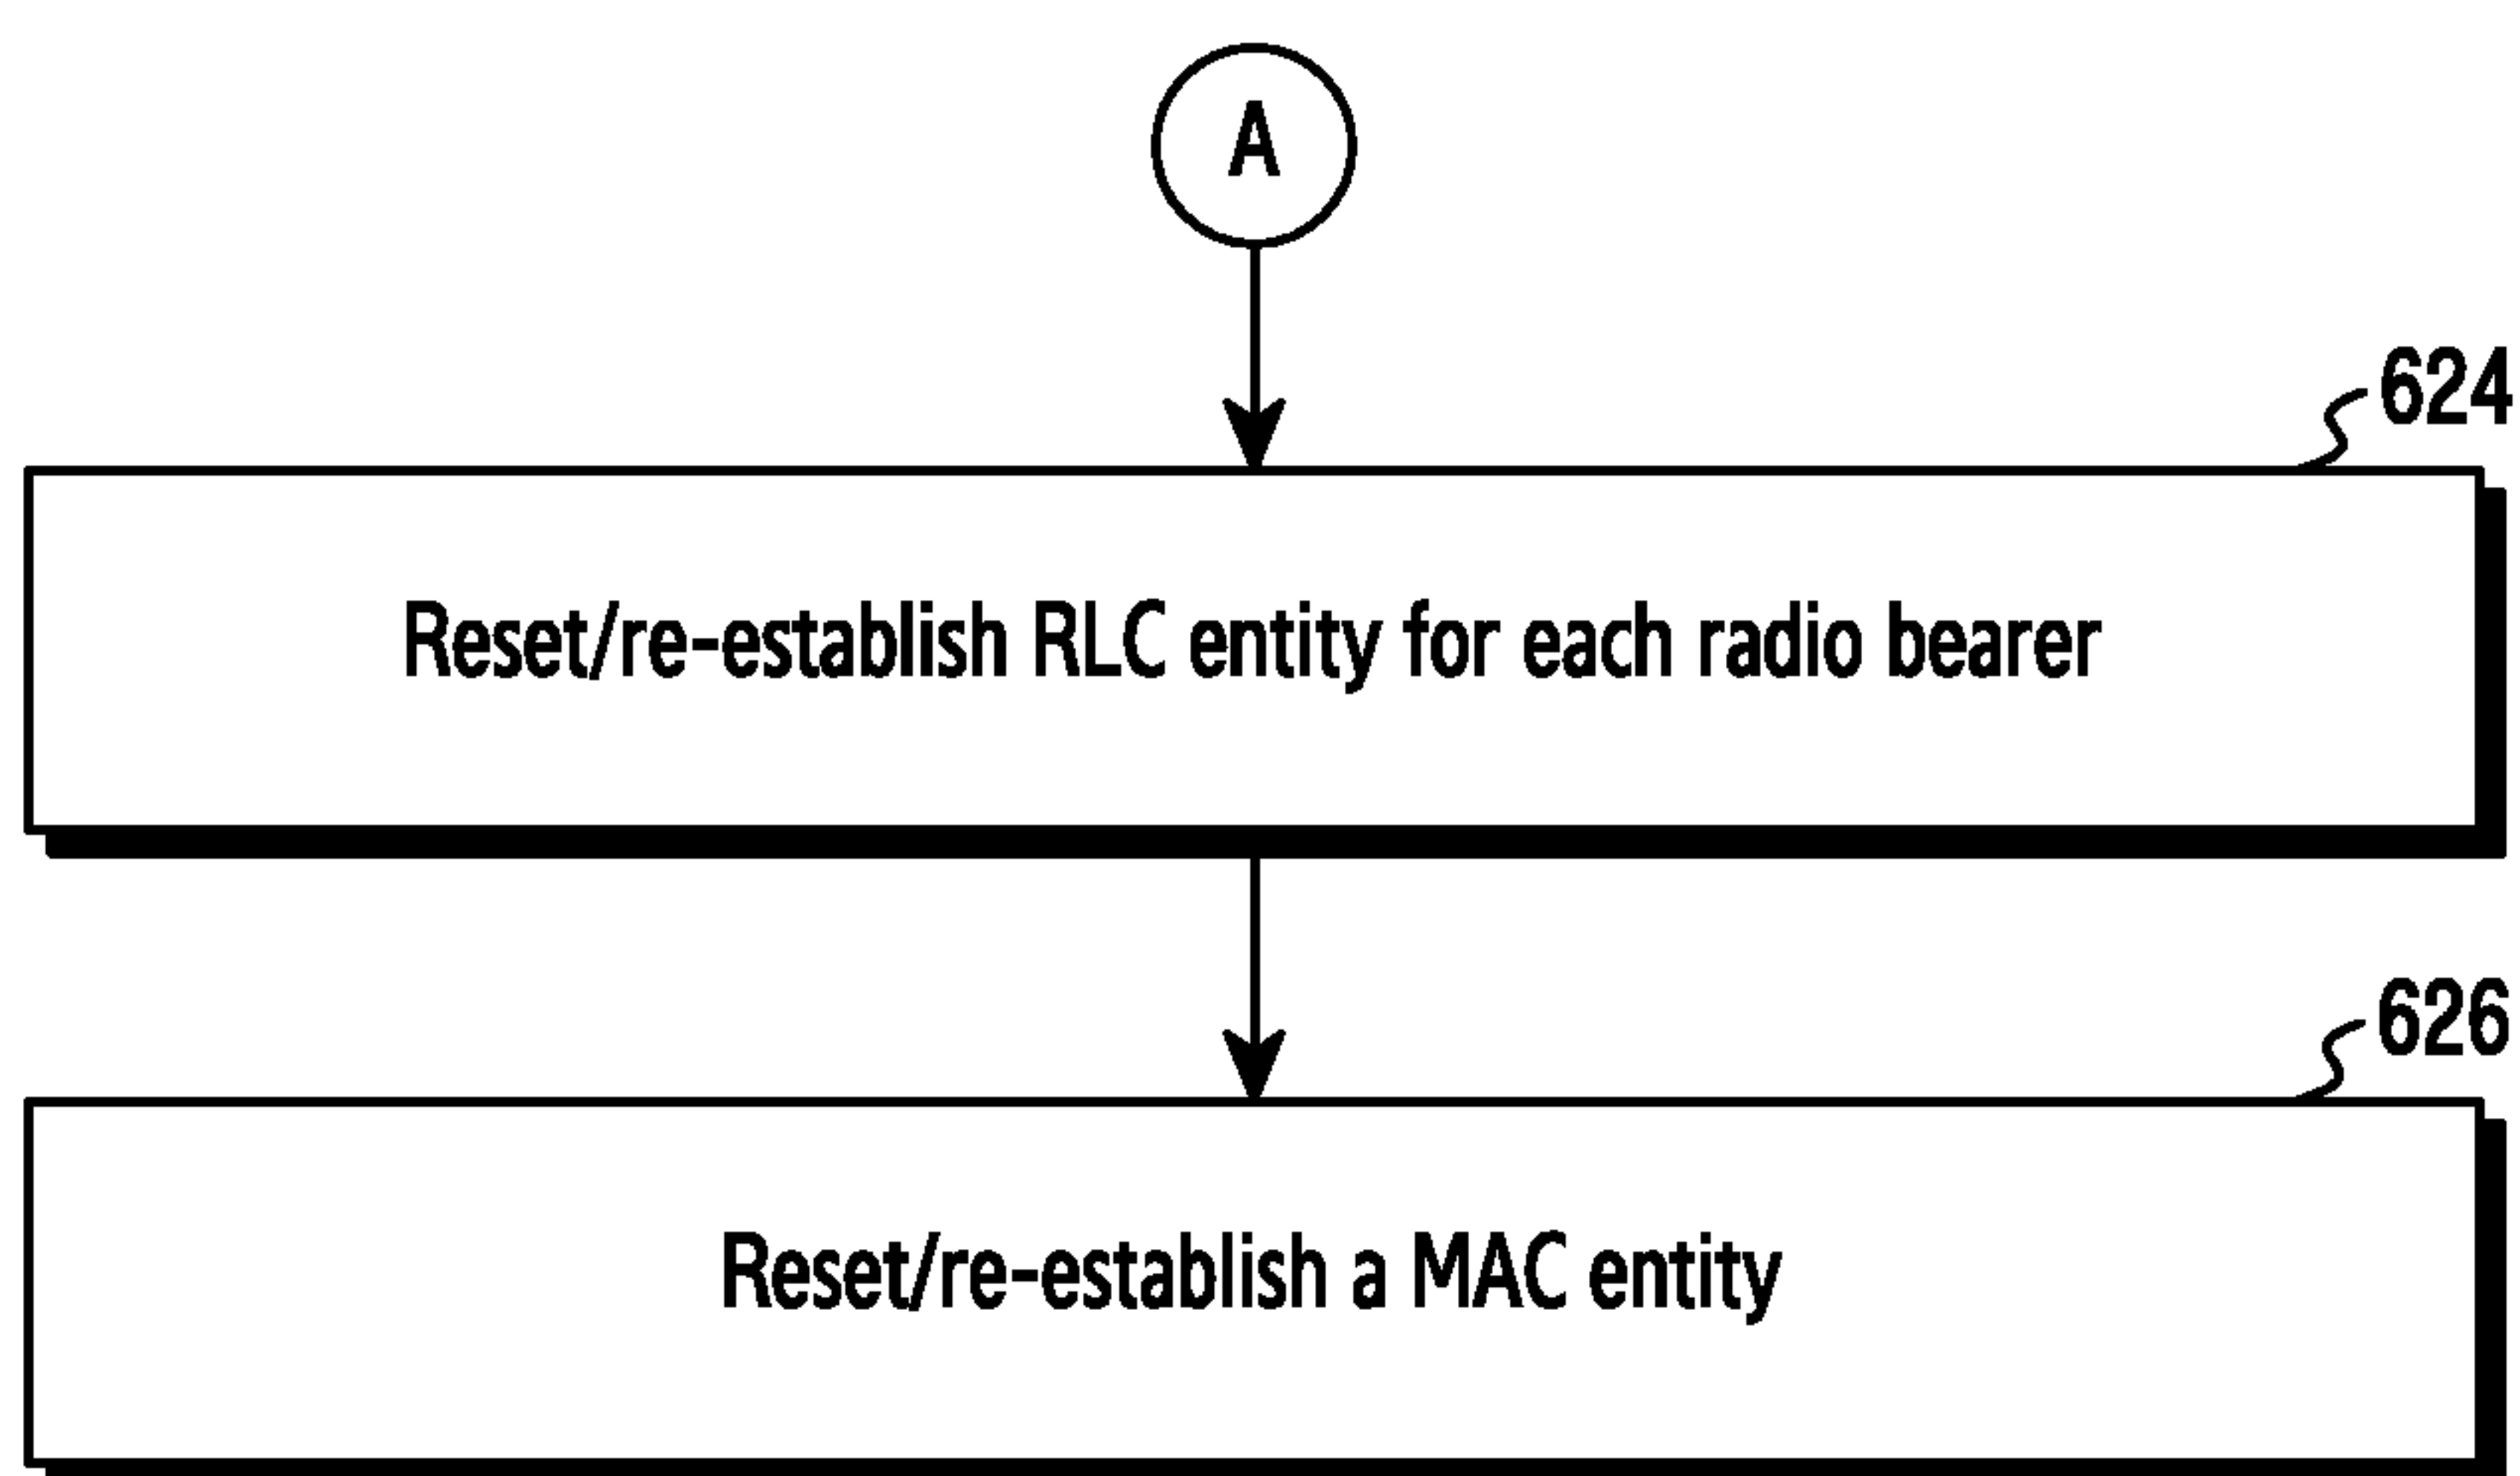 A
624
Reset/re-establish RLC entity for each radio bearer
626
Reset/re-establish a MAC entity